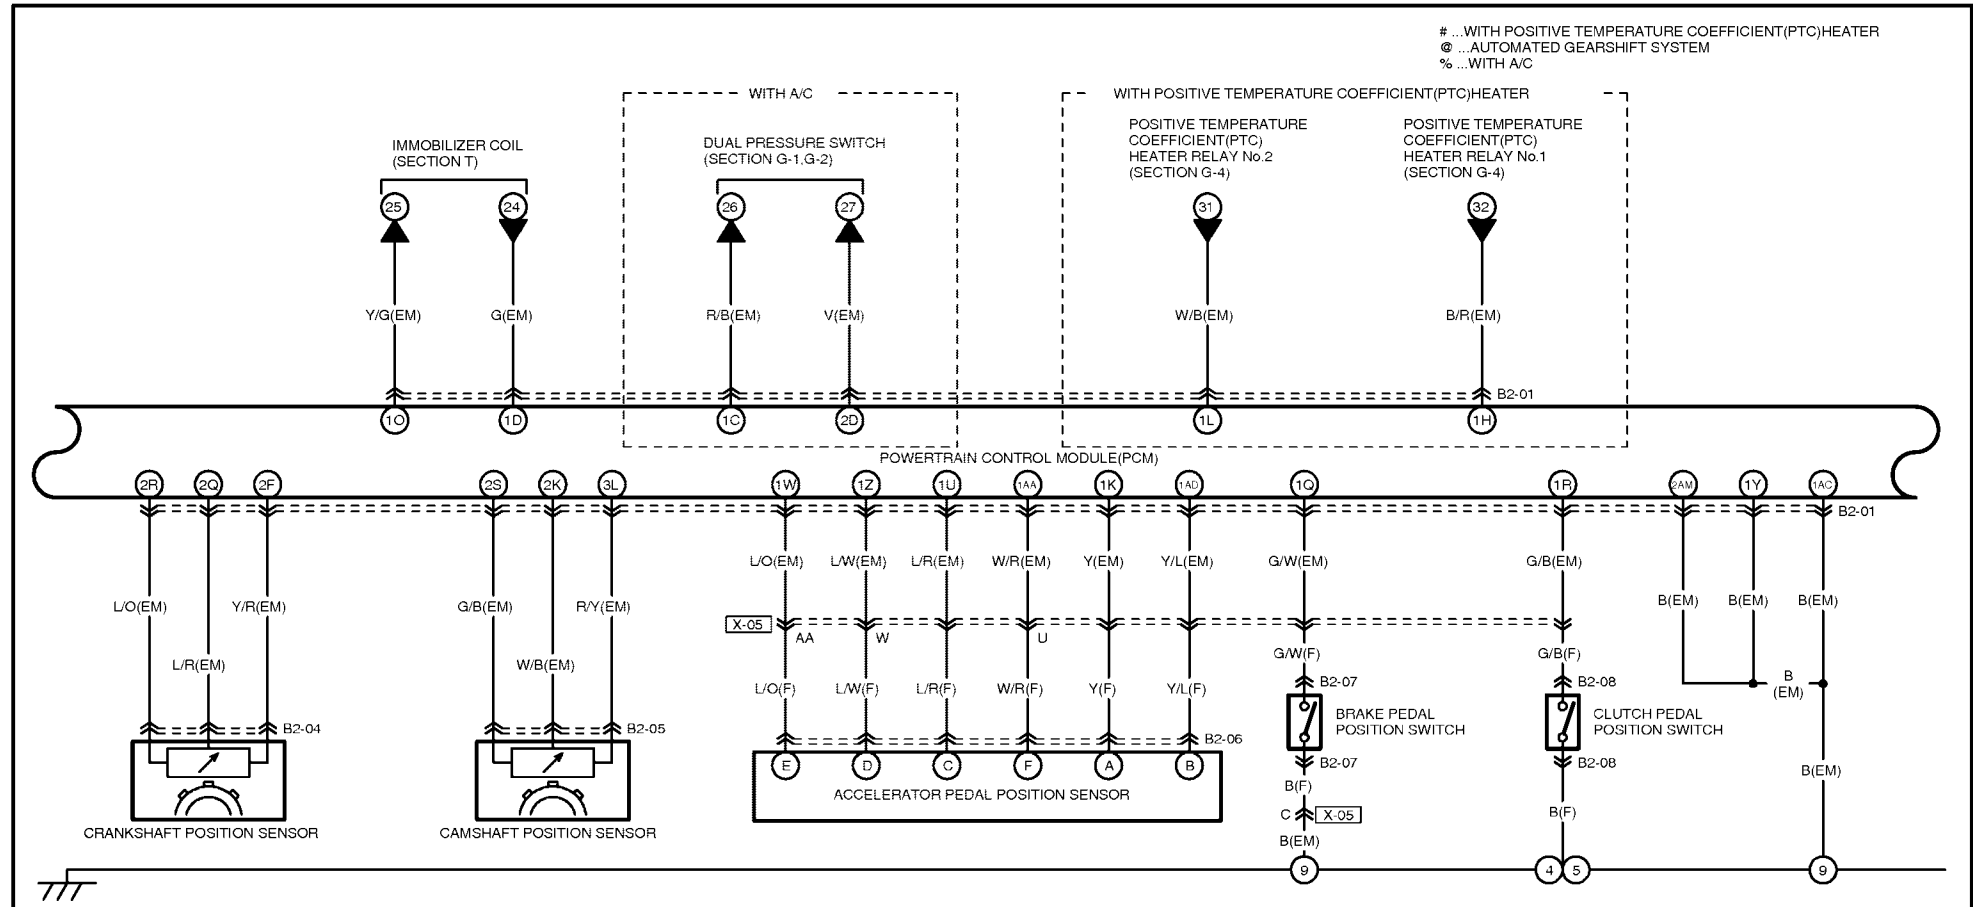 # ...WITH POSITIVE TEMPERATURE COEFFICIENT(PTC)HEATER
@ ...AUTOMATED GEARSHIFT SYSTEM
% ...WITH A/C
WITH A/C
WITH POSITIVE TEMPERATURE COEFFICIENT(PTC)HEATER
IMMOBILIZER COIL
(SECTION T)
DUAL PRESSURE SWITCH
(SECTION G-1,G-2)
POSITIVE TEMPERATURE
COEFFICIENT(PTC)
HEATER RELAY No.2
(SECTION G-4)
POSITIVE TEMPERATURE
COEFFICIENT(PTC)
HEATER RELAY No.1
(SECTION G-4)
25 24 26 27 31 32
Y/G(EM) G(EM) R/B(EM) V(EM) W/B(EM) B/R(EM)
B2-01
1O 1D 1C 2D 1L 1H
POWERTRAIN CONTROL MODULE(PCM)
2R 2Q 2F 2S 2K 3L 1W 1Z 1U 1AA 1K 1AD 1Q 1R 2AM 1Y 1AC
B2-01
L/O(EM) L/W(EM) L/R(EM) W/R(EM) Y(EM) Y/L(EM) G/W(EM) G/B(EM)
L/O(EM) Y/R(EM) G/B(EM) R/Y(EM) B(EM) B(EM) B(EM)
X-05 AA W U
L/R(EM) W/B(EM) G/W(F) G/B(F)
L/O(F) L/W(F) L/R(F) W/R(F) Y(F) Y/L(F) B2-07 B2-08 B
(EM)
B2-04 B2-05 B2-06
BRAKE PEDAL
POSITION SWITCH
CLUTCH PEDAL
POSITION SWITCH
E D C F A B B2-07 B2-08 B(EM)
ACCELERATOR PEDAL POSITION SENSOR
B(F)
C X-05 B(F)
CRANKSHAFT POSITION SENSOR CAMSHAFT POSITION SENSOR B(EM)
9 4 5 9